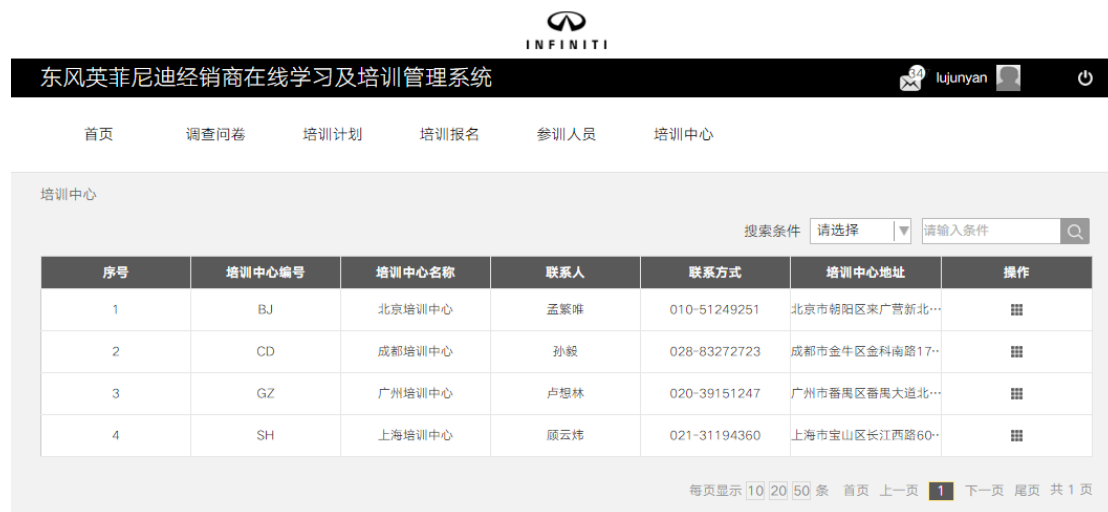 INFINITI
东风英菲尼迪经销商在线学习及培训管理系统 34 lujunyan
首页 调查问卷 培训计划 培训报名 参训人员 培训中心
培训中心
搜索条件 请选择 请输入条件
序号 培训中心编号 培训中心名称 联系人 联系方式 培训中心地址 操作
1 BJ 北京培训中心 孟繁唯 010-51249251 北京市朝阳区来广营新北…
2 CD 成都培训中心 孙毅 028-83272723 成都市金牛区金科南路17…
3 GZ 广州培训中心 卢想林 020-39151247 广州市番禺区番禺大道北…
4 SH 上海培训中心 顾云炜 021-31194360 上海市宝山区长江西路60…
每页显示 10 20 50 条 首页 上一页 1 下一页 尾页 共 1 页